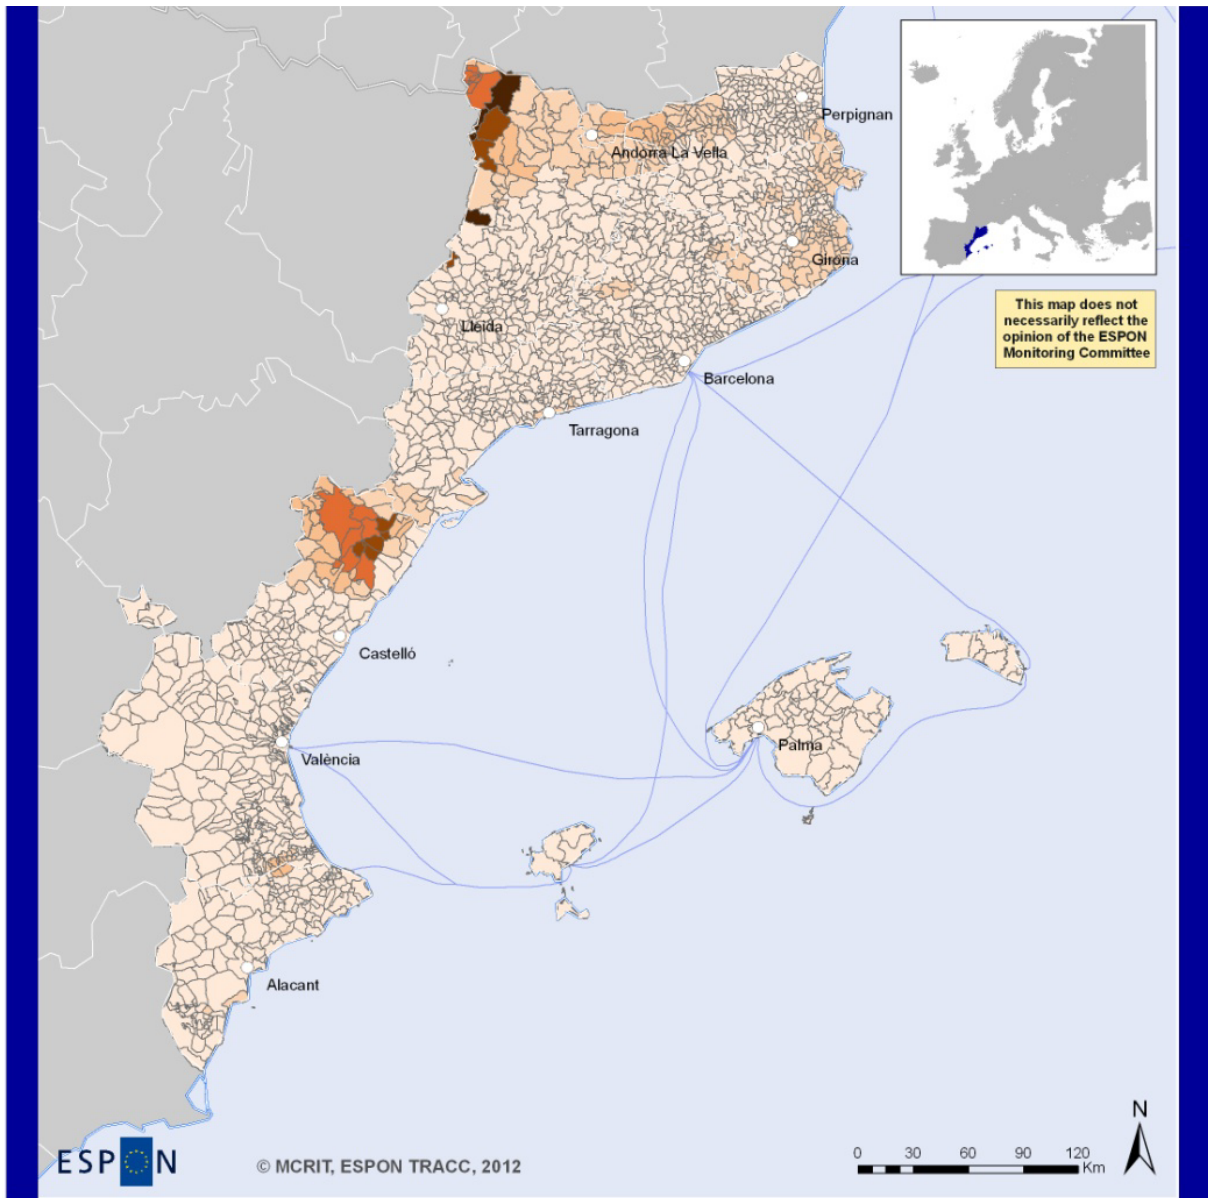 Perpignan
Andorra La Vella
Girona
Lleida
Barcelona
Tarragona
Castelló
València
Palma
Alacant
This map does not
necessarily reflect the
opinion of the ESPON
Monitoring Committee
ESPON
© MCRIT, ESPON TRACC, 2012
N
0 30 60 90 120
Km